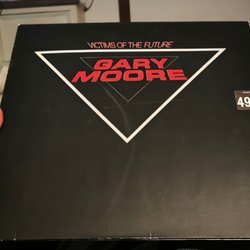 VICTIMS OF THE FUTURE
GARY
MOORE
49